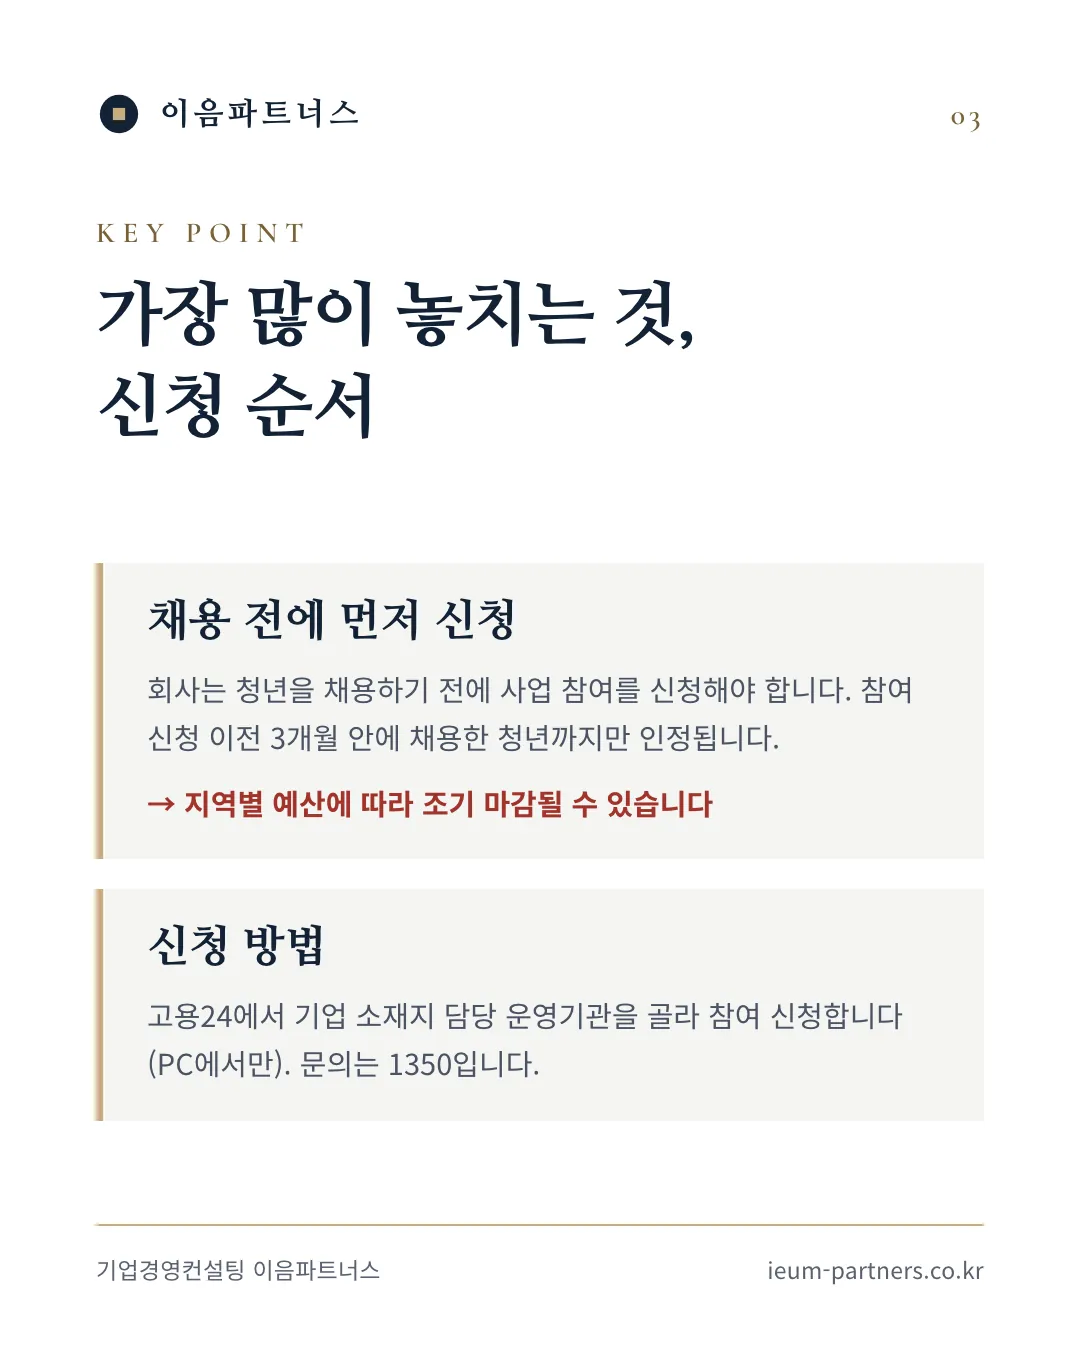 이음파트너스
03
KEY POINT
가장 많이 놓치는 것,
신청 순서
채용 전에 먼저 신청
회사는 청년을 채용하기 전에 사업 참여를 신청해야 합니다. 참여
신청 이전 3개월 안에 채용한 청년까지만 인정됩니다.
→ 지역별 예산에 따라 조기 마감될 수 있습니다
신청 방법
고용24에서 기업 소재지 담당 운영기관을 골라 참여 신청합니다
(PC에서만). 문의는 1350입니다.
기업경영컨설팅 이음파트너스
ieum-partners.co.kr